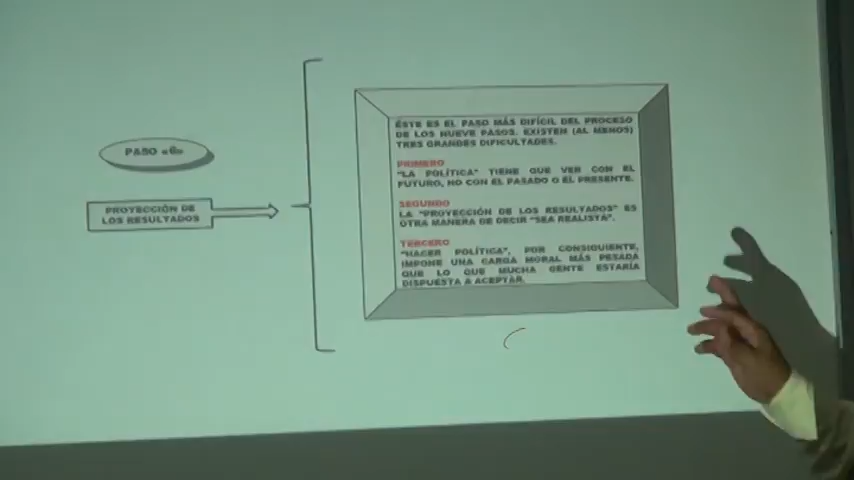 PASO «6»
PROYECCIÓN DE
LOS RESULTADOS
ÉSTE ES EL PASO MÁS DIFÍCIL DEL PROCESO
DE LOS NUEVE PASOS. EXISTEN (AL MENOS)
TRES GRANDES DIFICULTADES.
PRIMERO
"LA POLÍTICA" TIENE QUE VER CON EL
FUTURO, NO CON EL PASADO O EL PRESENTE.
SEGUNDO
LA "PROYECCIÓN DE LOS RESULTADOS" ES
OTRA MANERA DE DECIR "SEA REALISTA".
TERCERO
"HACER POLÍTICA", POR CONSIGUIENTE,
IMPONE UNA CARGA MORAL MÁS PESADA
QUE LO QUE MUCHA GENTE ESTARÍA
DISPUESTA A ACEPTAR.